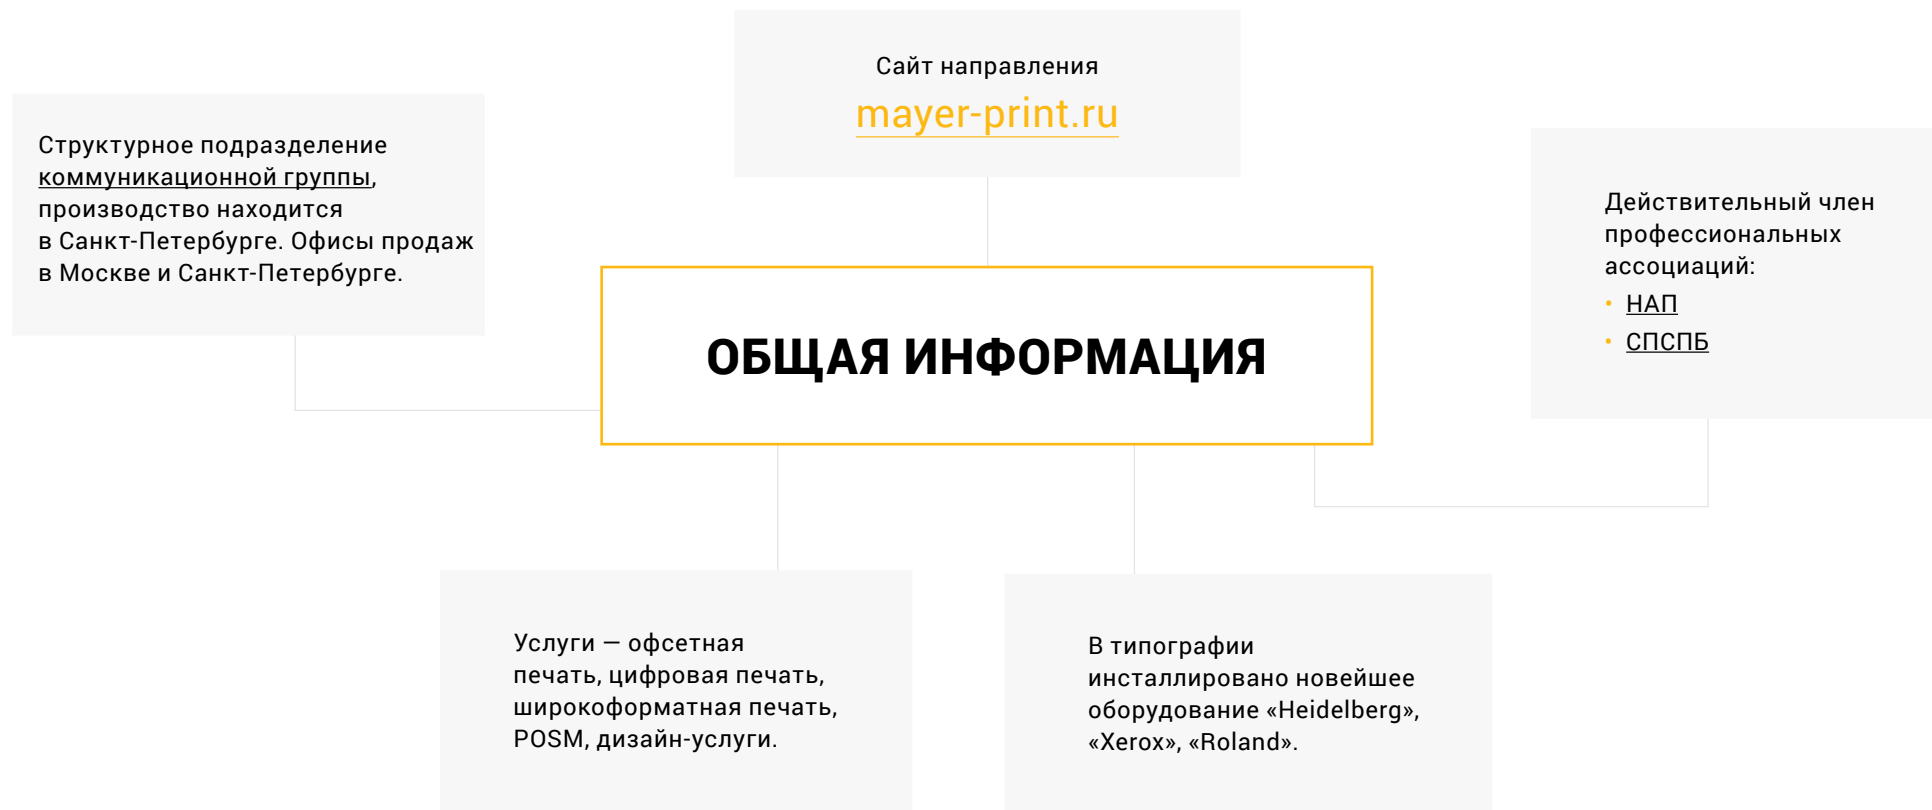 Сайт направления
mayer-print.ru
Структурное подразделение
коммуникационной группы,
производство находится
в Санкт-Петербурге. Офисы продаж
в Москве и Санкт-Петербурге.
Действительный член
профессиональных
ассоциаций:
• НАП
• СПСПБ
ОБЩАЯ ИНФОРМАЦИЯ
Услуги — офсетная
печать, цифровая печать,
широкоформатная печать,
POSM, дизайн-услуги.
В типографии
инсталлировано новейшее
оборудование «Heidelberg»,
«Xerox», «Roland».